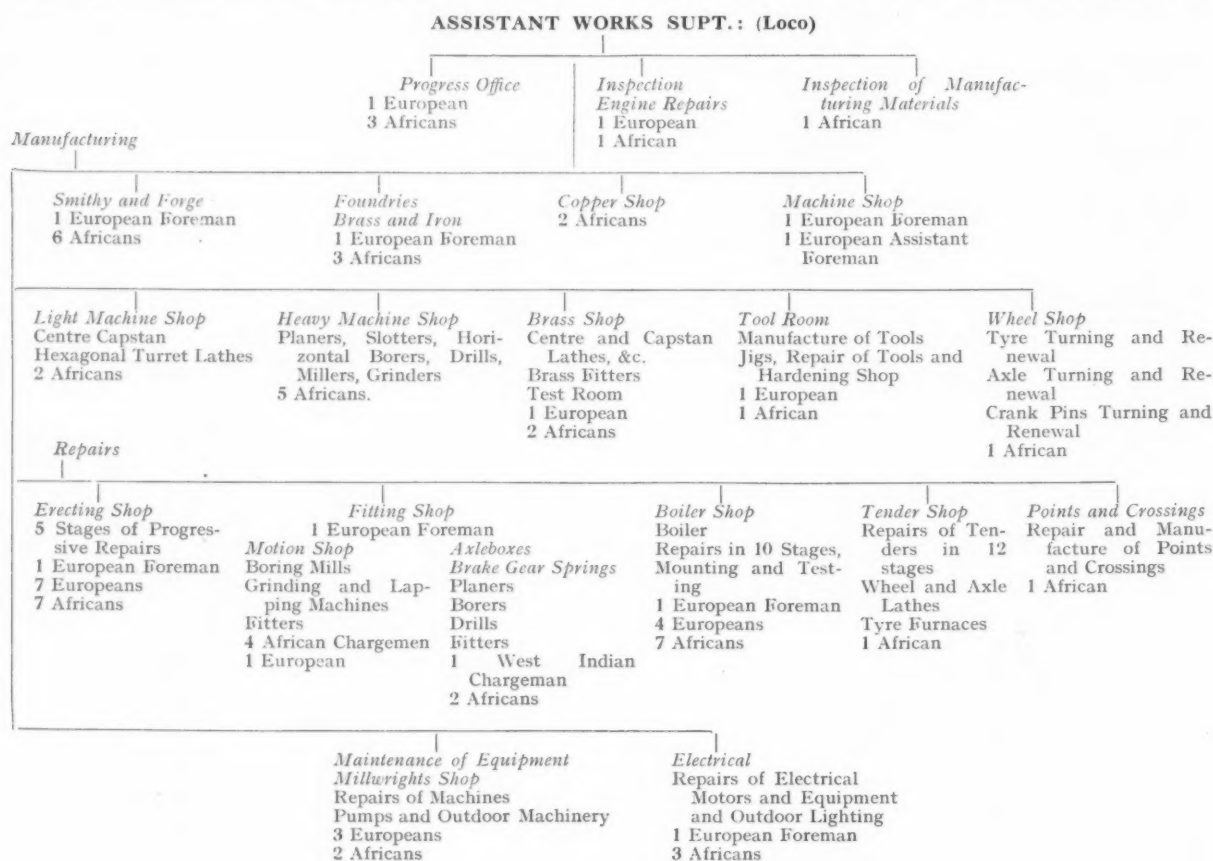 ASSISTANT WORKS SUPT.: (Loco)
Progress Office
1 European
3 Africans
Inspection
Engine Repairs
1 European
1 African
Inspection of Manufac-
turing Materials
1 African
Manufacturing
Smithy and Forge
1 European Foreman
6 Africans
Foundries
Brass and Iron
1 European Foreman
3 Africans
Copper Shop
2 Africans
Machine Shop
1 European Foreman
1 European Assistant
Foreman
Light Machine Shop
Centre Capstan
Hexagonal Turret Lathes
2 Africans
Heavy Machine Shop
Planers, Slotters, Hori-
zontal Borers, Drills,
Millers, Grinders
5 Africans.
Brass Shop
Centre and Capstan
Lathes, &c.
Brass Fitters
Test Room
1 European
2 Africans
Tool Room
Manufacture of Tools
Jigs, Repair of Tools and
Hardening Shop
1 European
1 African
Wheel Shop
Tyre Turning and Re-
newal
Axle Turning and Re-
newal
Crank Pins Turning and
Renewal
1 African
Repairs
Erecting Shop
5 Stages of Progres-
sive Repairs
1 European Foreman
7 Europeans
7 Africans
Fitting Shop
1 European Foreman
Motion Shop
Boring Mills
Grinding and Lap-
ping Machines
Fitters
4 African Chargemen
1 European
Axleboxes
Brake Gear Springs
Planers
Borers
Drills
Fitters
1 West Indian
Chargeman
2 Africans
Boiler Shop
Boiler
Repairs in 10 Stages,
Mounting and Test-
ing
1 European Foreman
4 Europeans
7 Africans
Tender Shop
Repairs of Ten-
ders in 12
stages
Wheel and Axle
Lathes
Tyre Furnaces
1 African
Points and Crossings
Repair and Manu-
facture of Points
and Crossings
1 African
Maintenance of Equipment
Millwrights Shop
Repairs of Machines
Pumps and Outdoor Machinery
3 Europeans
2 Africans
Electrical
Repairs of Electrical
Motors and Equipment
and Outdoor Lighting
1 European Foreman
3 Africans